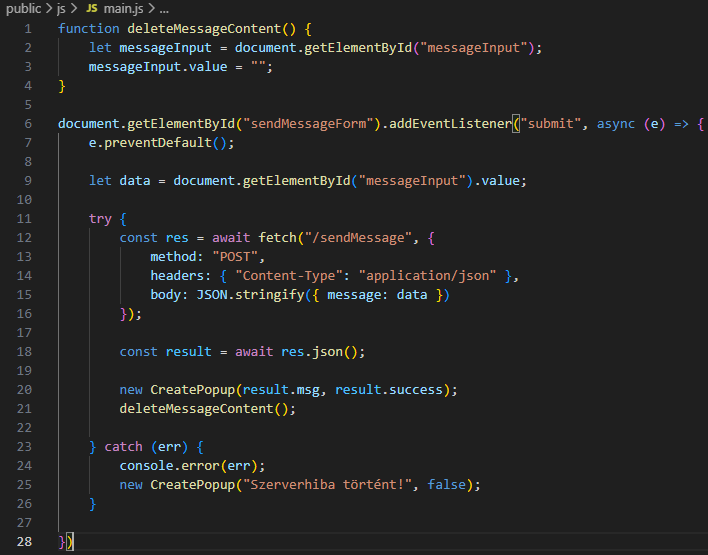 public > js > JS main.js > ...
1 function deleteMessageContent() {
2     let messageInput = document.getElementById("messageInput");
3     messageInput.value = "";
4 }
5
6 document.getElementById("sendMessageForm").addEventListener("submit", async (e) => {
7     e.preventDefault();
8
9     let data = document.getElementById("messageInput").value;
10
11     try {
12         const res = await fetch("/sendMessage", {
13             method: "POST",
14             headers: { "Content-Type": "application/json" },
15             body: JSON.stringify({ message: data })
16         });
17
18         const result = await res.json();
19
20         new CreatePopup(result.msg, result.success);
21         deleteMessageContent();
22
23     } catch (err) {
24         console.error(err);
25         new CreatePopup("Szerverhiba történt!", false);
26     }
27
28 })